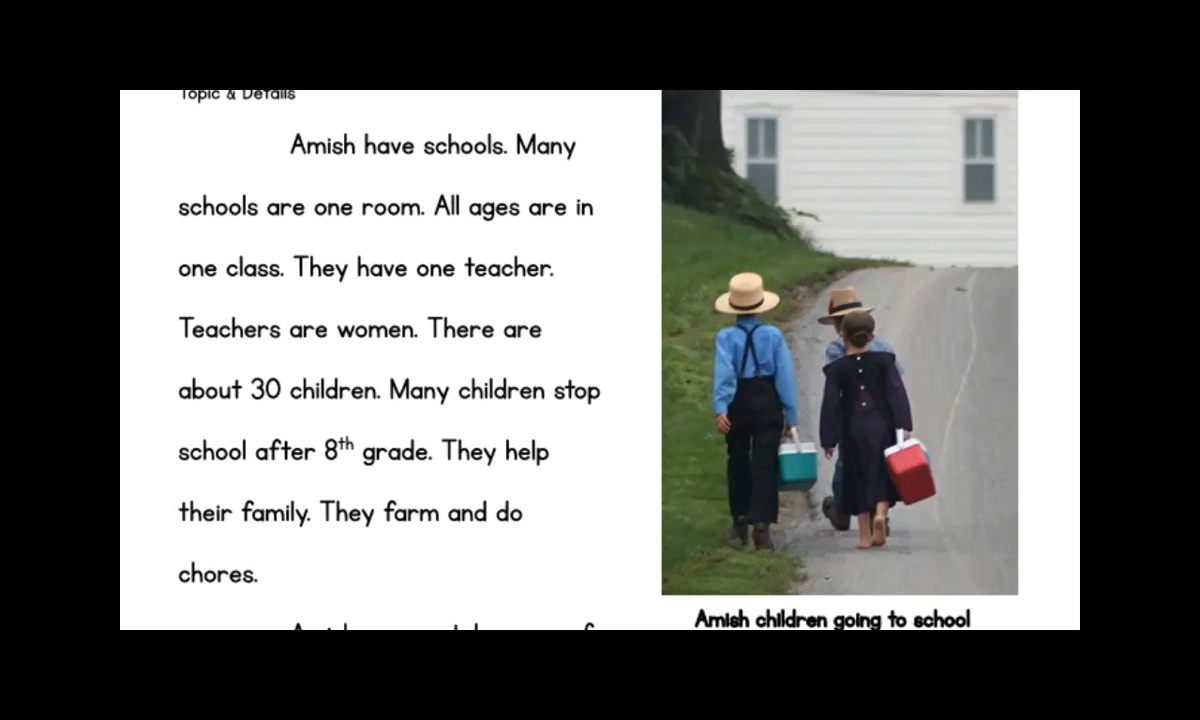 Topic & Details
Amish have schools. Many
schools are one room. All ages are in
one class. They have one teacher.
Teachers are women. There are
about 30 children. Many children stop
school after 8th grade. They help
their family. They farm and do
chores.
Amish children going to school